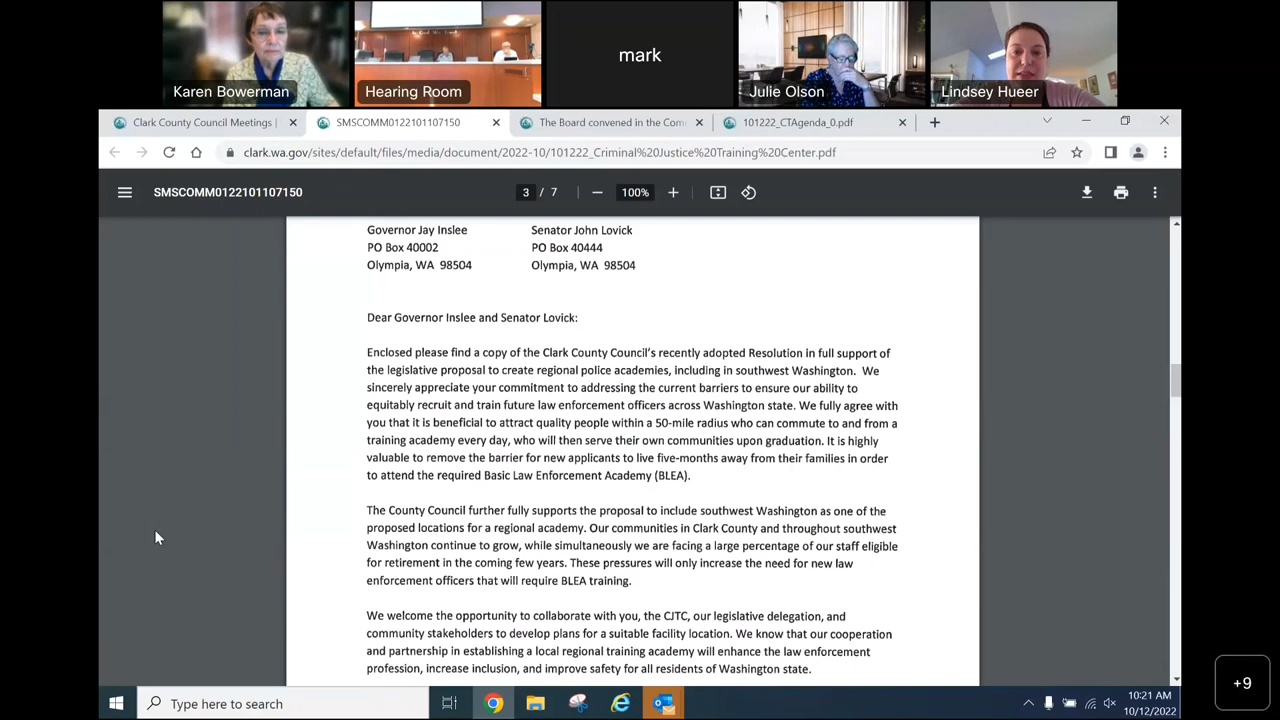 Karen Bowerman
Hearing Room
mark
Julie Olson
Lindsey Hueer
Clark County Council Meetings |
SMSCOMM0122101107150
The Board convened in the Com
101222_CTAgenda_0.pdf
clark.wa.gov/sites/default/files/media/document/2022-10/101222_Criminal%20Justice%20Training%20Center.pdf
SMSCOMM0122101107150
3 / 7
100%
Governor Jay Inslee Senator John Lovick
PO Box 40002 PO Box 40444
Olympia, WA 98504 Olympia, WA 98504
Dear Governor Inslee and Senator Lovick:
Enclosed please find a copy of the Clark County Council's recently adopted Resolution in full support of
the legislative proposal to create regional police academies, including in southwest Washington. We
sincerely appreciate your commitment to addressing the current barriers to ensure our ability to
equitably recruit and train future law enforcement officers across Washington state. We fully agree with
you that it is beneficial to attract quality people within a 50-mile radius who can commute to and from a
training academy every day, who will then serve their own communities upon graduation. It is highly
valuable to remove the barrier for new applicants to live five-months away from their families in order
to attend the required Basic Law Enforcement Academy (BLEA).
The County Council further fully supports the proposal to include southwest Washington as one of the
proposed locations for a regional academy. Our communities in Clark County and throughout southwest
Washington continue to grow, while simultaneously we are facing a large percentage of our staff eligible
for retirement in the coming few years. These pressures will only increase the need for new law
enforcement officers that will require BLEA training.
We welcome the opportunity to collaborate with you, the CJTC, our legislative delegation, and
community stakeholders to develop plans for a suitable facility location. We know that our cooperation
and partnership in establishing a local regional training academy will enhance the law enforcement
profession, increase inclusion, and improve safety for all residents of Washington state.
+9
Type here to search
10:21 AM
10/12/2022